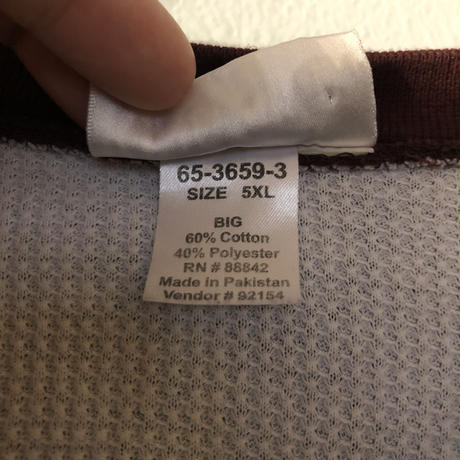 65-3659-3
SIZE 5XL
BIG
60% Cotton
40% Polyester
RN # 88842
Made in Pakistan
Vendor # 92154